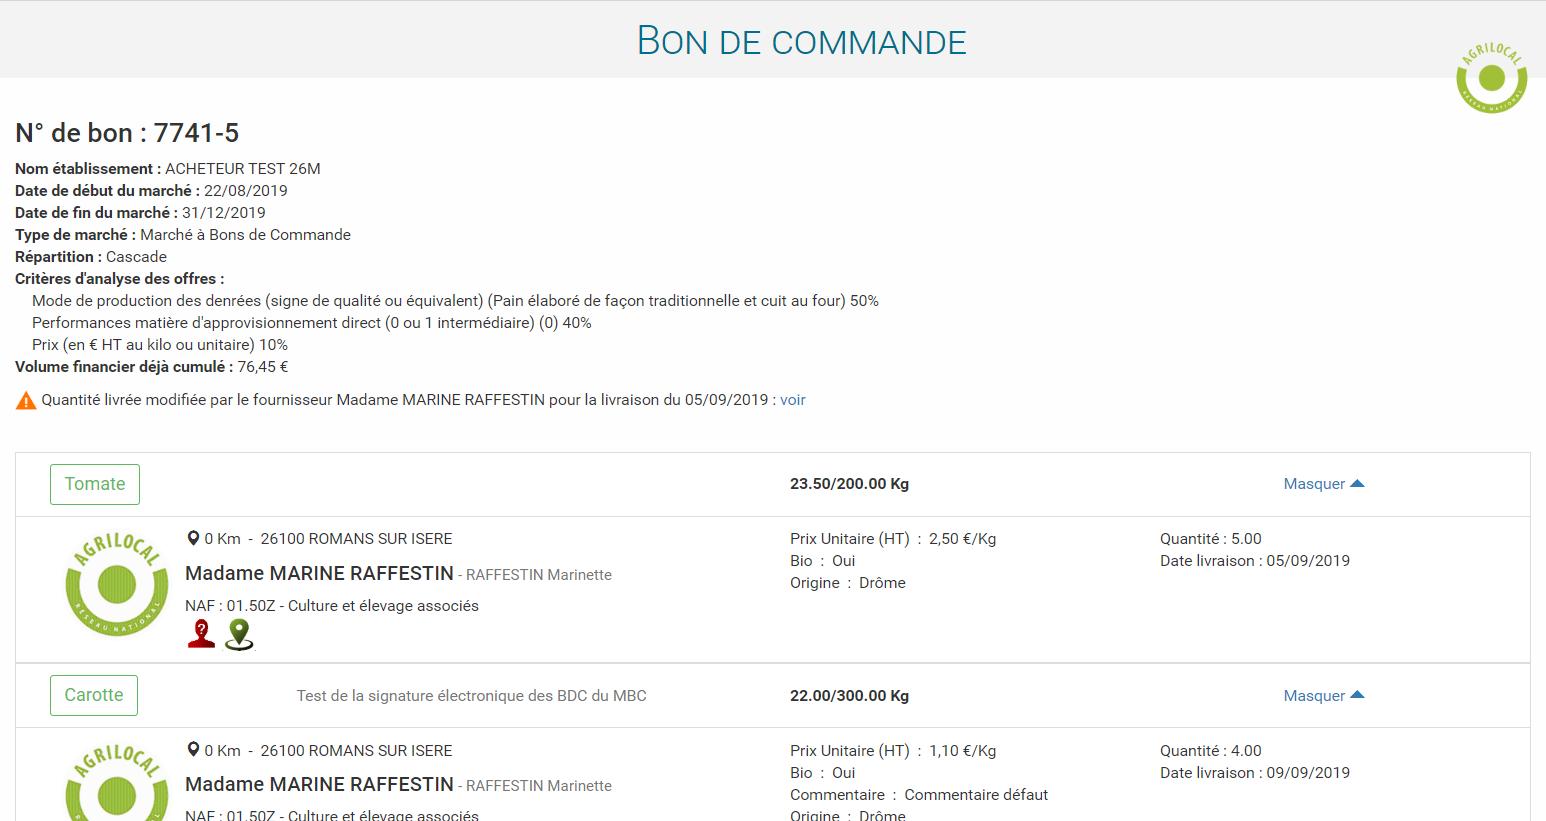 BON DE COMMANDE
AGRILOCAL
RÉSEAU NATIONAL
N° de bon : 7741-5
Nom établissement : ACHETEUR TEST 26M
Date de début du marché : 22/08/2019
Date de fin du marché : 31/12/2019
Type de marché : Marché à Bons de Commande
Répartition : Cascade
Critères d'analyse des offres :
Mode de production des denrées (signe de qualité ou équivalent) (Pain élaboré de façon traditionnelle et cuit au four) 50%
Performances matière d'approvisionnement direct (0 ou 1 intermédiaire) (0) 40%
Prix (en € HT au kilo ou unitaire) 10%
Volume financier déjà cumulé : 76,45 €
Quantité livrée modifiée par le fournisseur Madame MARINE RAFFESTIN pour la livraison du 05/09/2019 : voir
Tomate 23.50/200.00 Kg Masquer
AGRILOCAL
RÉSEAU NATIONAL
0 Km - 26100 ROMANS SUR ISERE
Madame MARINE RAFFESTIN - RAFFESTIN Marinette
NAF : 01.50Z - Culture et élevage associés
?
Prix Unitaire (HT) : 2,50 €/Kg
Bio : Oui
Origine : Drôme
Quantité : 5.00
Date livraison : 05/09/2019
Carotte Test de la signature électronique des BDC du MBC 22.00/300.00 Kg Masquer
AGRILOCAL
0 Km - 26100 ROMANS SUR ISERE
Madame MARINE RAFFESTIN - RAFFESTIN Marinette
NAF : 01.50Z - Culture et élevage associés
Prix Unitaire (HT) : 1,10 €/Kg
Bio : Oui
Commentaire : Commentaire défaut
Origine : Drôme
Quantité : 4.00
Date livraison : 09/09/2019